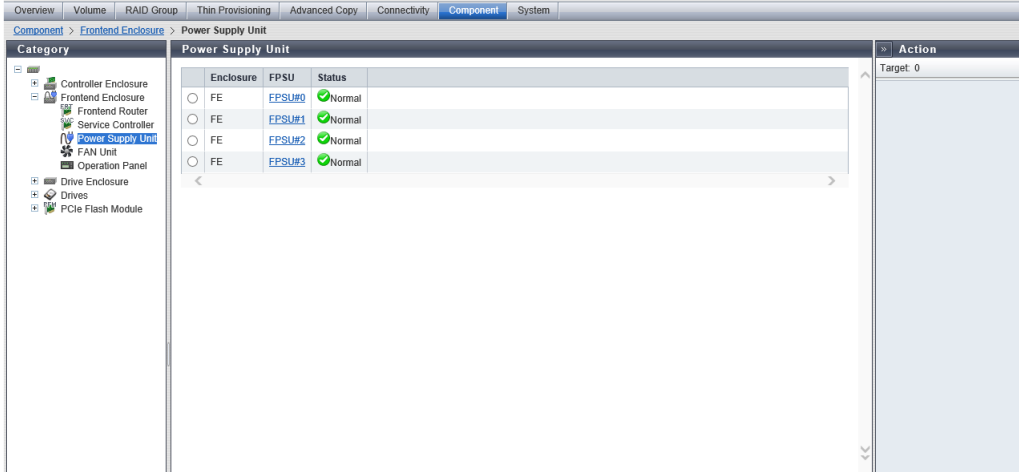 Overview Volume RAID Group Thin Provisioning Advanced Copy Connectivity Component System
Component > Frontend Enclosure > Power Supply Unit
Category
Controller Enclosure
Frontend Enclosure
Frontend Router
Service Controller
Power Supply Unit
FAN Unit
Operation Panel
Drive Enclosure
Drives
PCIe Flash Module
Power Supply Unit
Enclosure FPSU Status
FE FPSU#0 Normal
FE FPSU#1 Normal
FE FPSU#2 Normal
FE FPSU#3 Normal
» Action
Target: 0